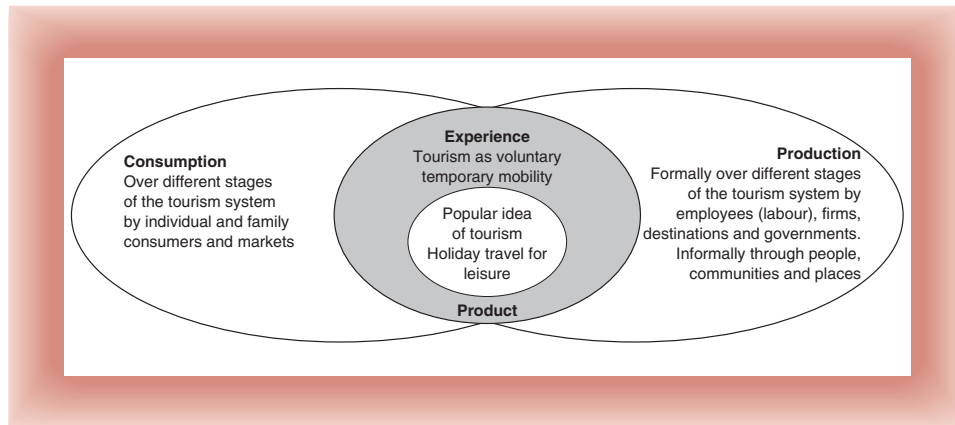 Consumption
Over different stages
of the tourism system
by individual and family
consumers and markets
Experience
Tourism as voluntary
temporary mobility
Popular idea
of tourism
Holiday travel for
leisure
Product
Production
Formally over different stages
of the tourism system by
employees (labour), firms,
destinations and governments.
Informally through people,
communities and places